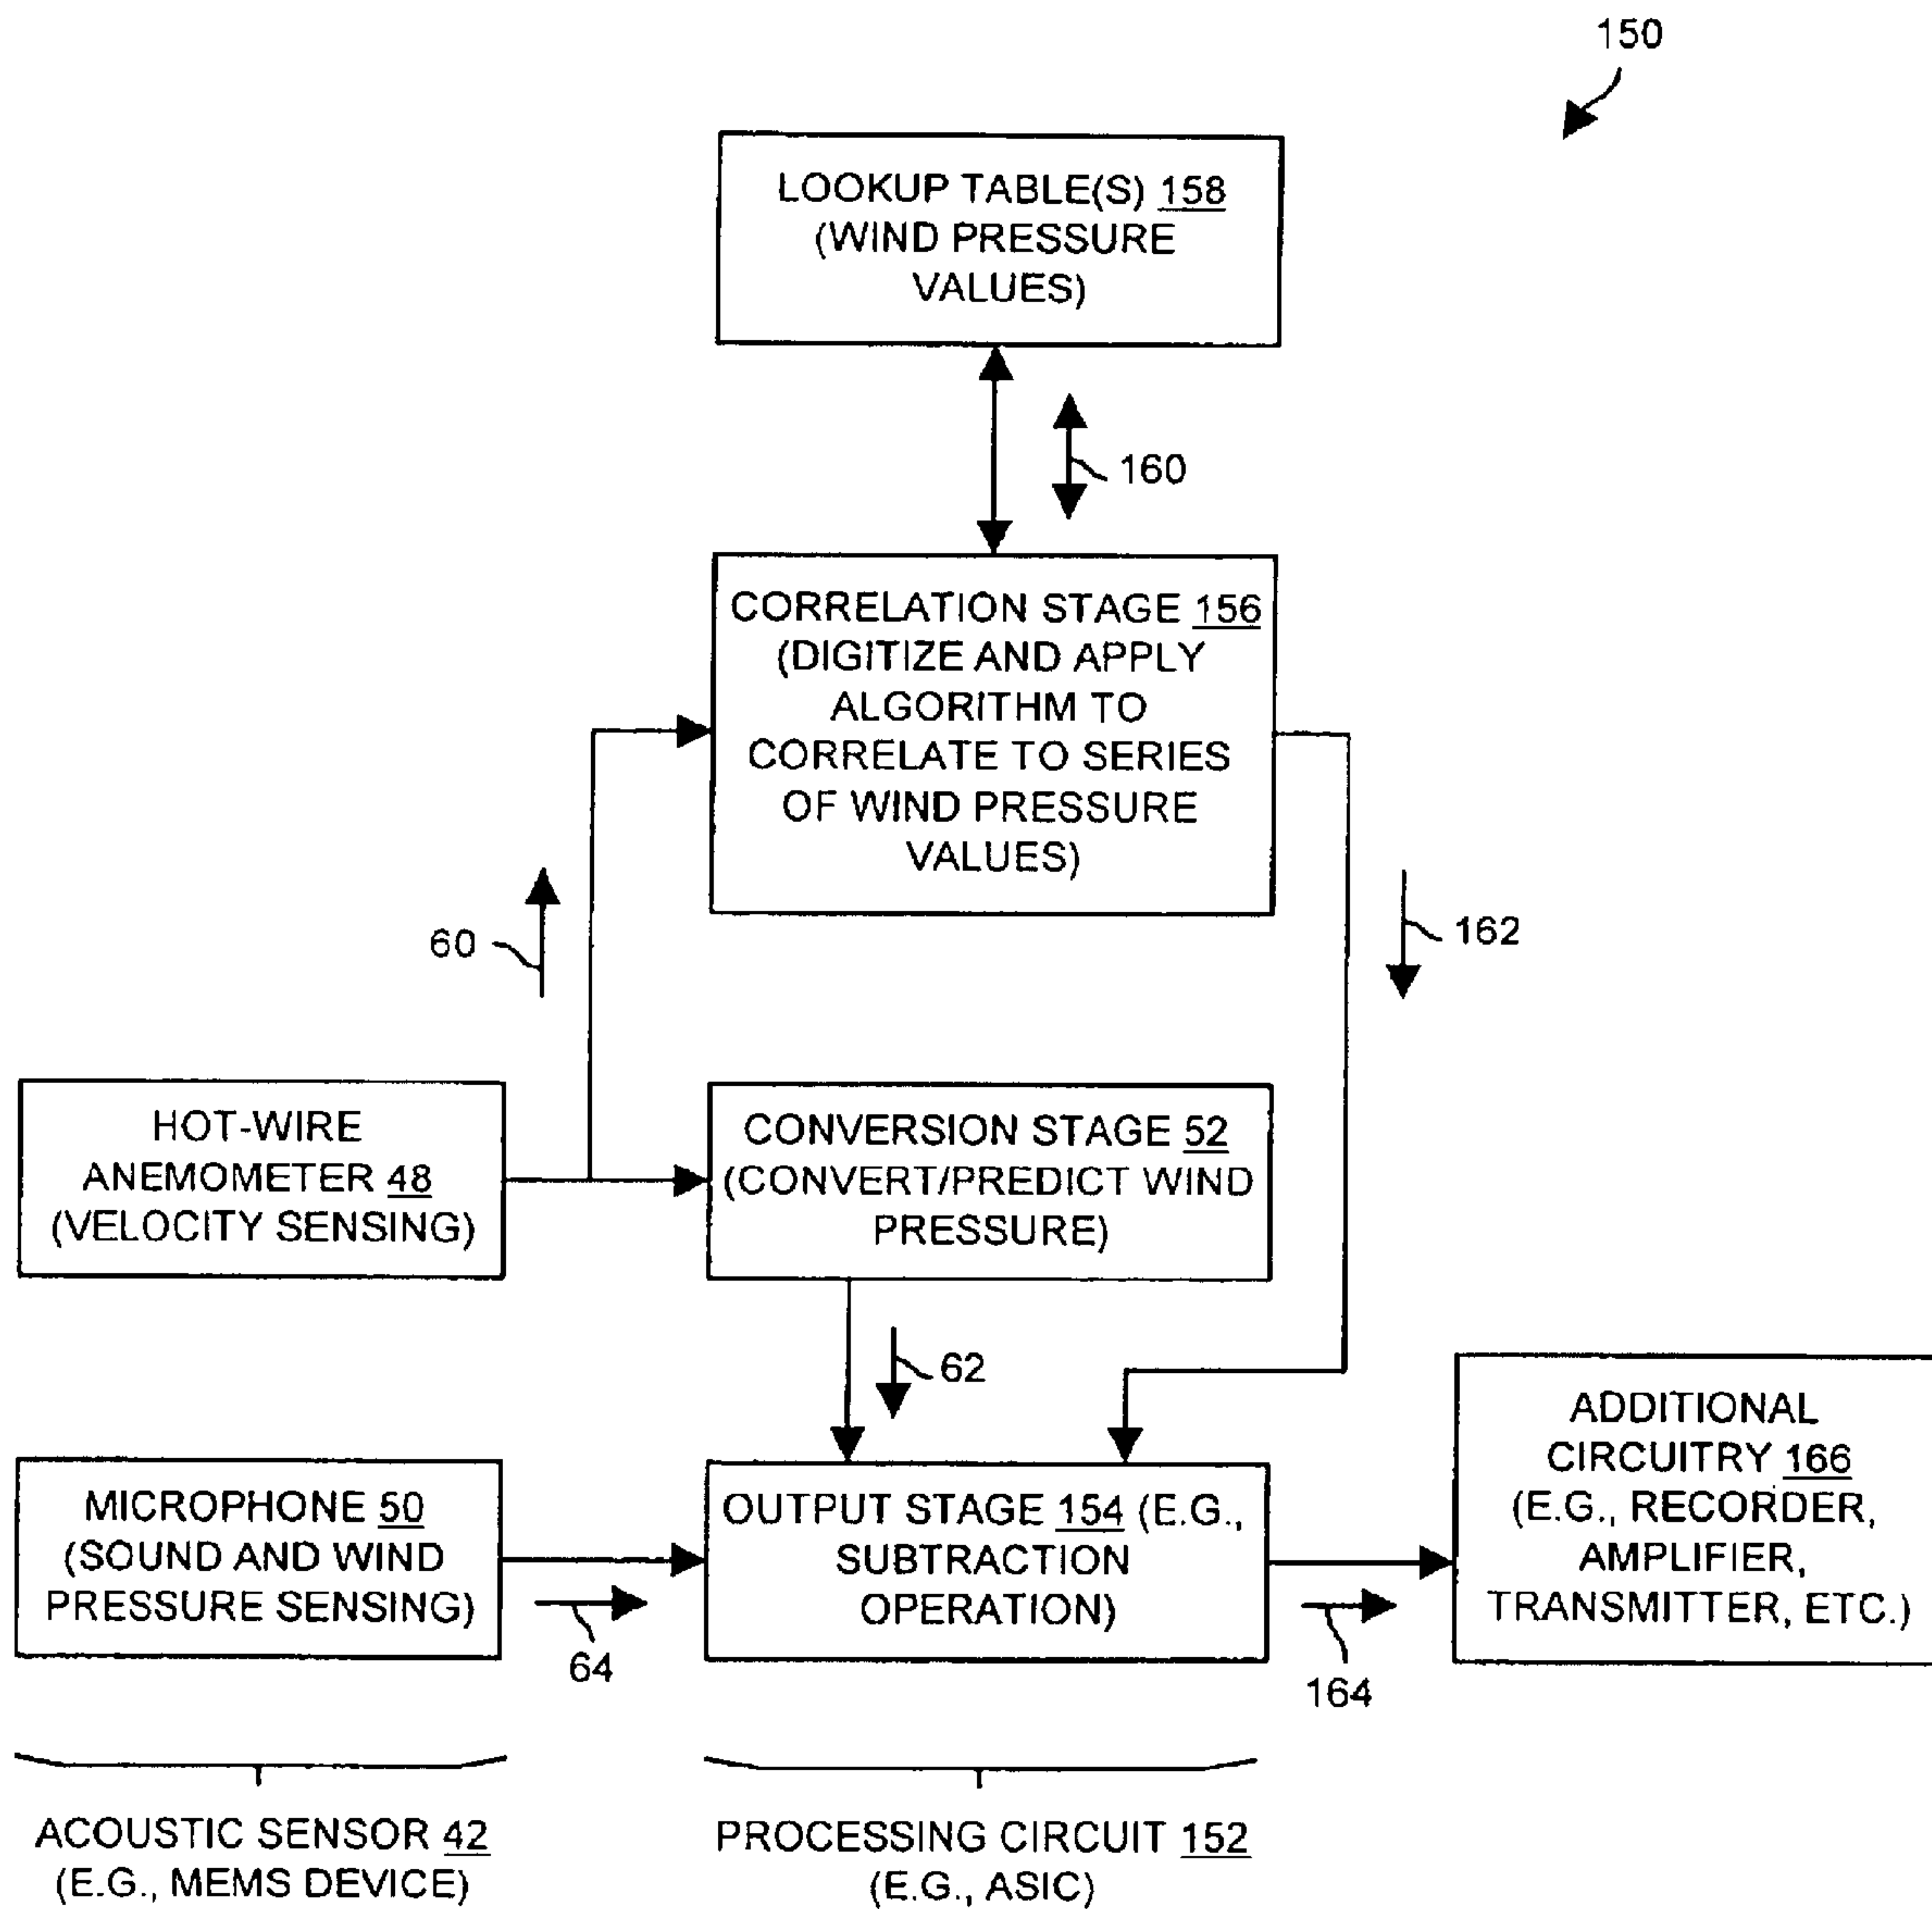 150
LOOKUP TABLE(S) 158
(WIND PRESSURE
VALUES)
160
CORRELATION STAGE 156
(DIGITIZE AND APPLY
ALGORITHM TO
CORRELATE TO SERIES
OF WIND PRESSURE
VALUES)
60
162
HOT-WIRE
ANEMOMETER 48
(VELOCITY SENSING)
CONVERSION STAGE 52
(CONVERT/PREDICT WIND
PRESSURE)
62
MICROPHONE 50
(SOUND AND WIND
PRESSURE SENSING)
64
OUTPUT STAGE 154 (E.G.,
SUBTRACTION
OPERATION)
164
ADDITIONAL
CIRCUITRY 166
(E.G., RECORDER,
AMPLIFIER,
TRANSMITTER, ETC.)
ACOUSTIC SENSOR 42
(E.G., MEMS DEVICE)
PROCESSING CIRCUIT 152
(E.G., ASIC)